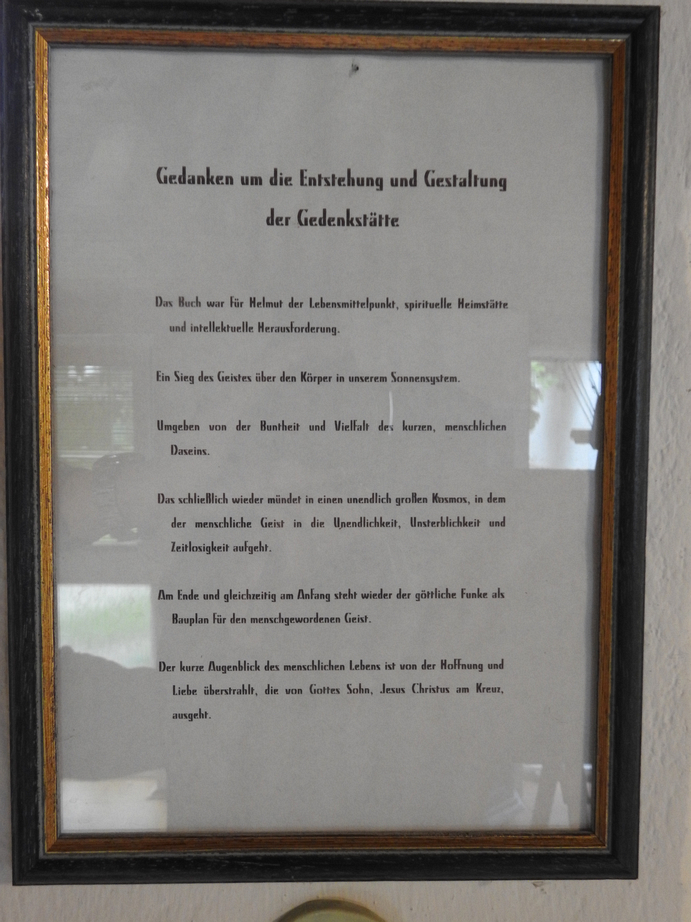 Gedanken um die Entstehung und Gestaltung
der Gedenkstätte
Das Buch war für Helmut der Lebensmittelpunkt, spirituelle Heimstätte
und intellektuelle Herausforderung.
Ein Sieg des Geistes über den Körper in unserem Sonnensystem.
Umgeben von der Buntheit und Vielfalt des kurzen, menschlichen
Daseins.
Das schließlich wieder mündet in einen unendlich großen Kosmos, in dem
der menschliche Geist in die Unendlichkeit, Unsterblichkeit und
Zeitlosigkeit aufgeht.
Am Ende und gleichzeitig am Anfang steht wieder der göttliche Funke als
Bauplan für den menschgewordenen Geist.
Der kurze Augenblick des menschlichen Lebens ist von der Hoffnung und
Liebe überstrahlt, die von Gottes Sohn, Jesus Christus am Kreuz,
ausgeht.